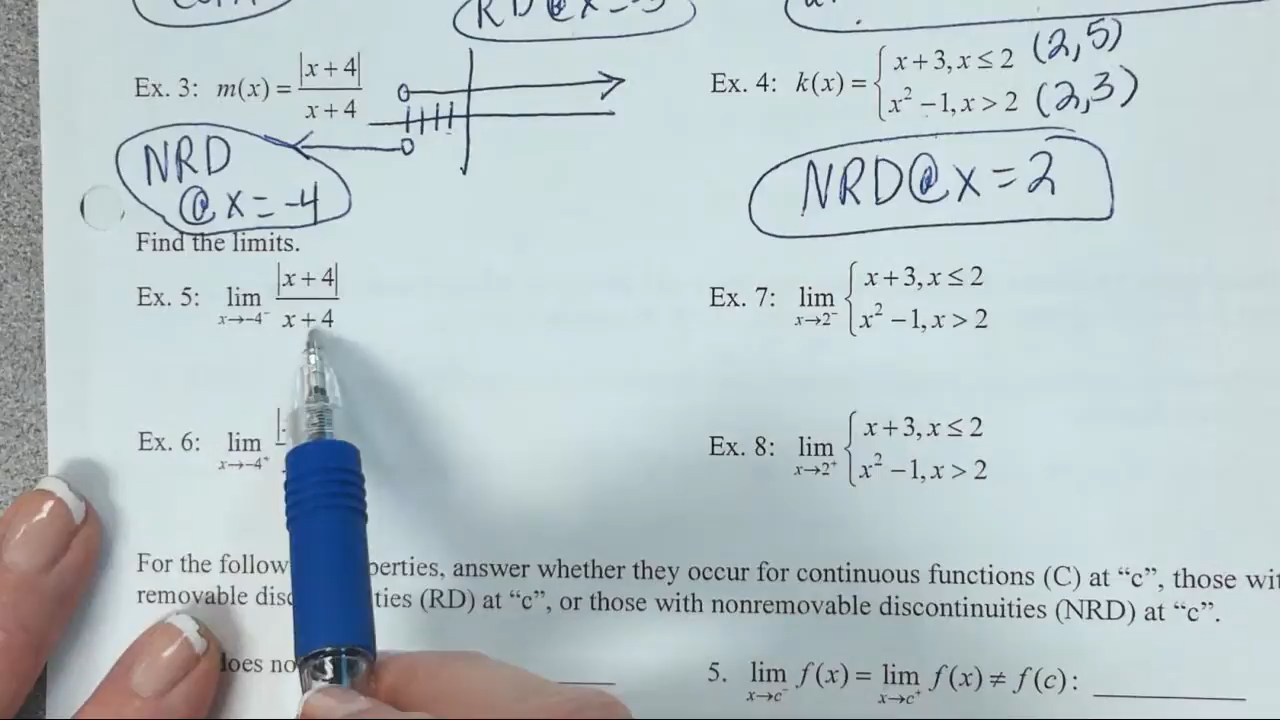 RD@x=-3
Ex. 3: m(x) = |x+4| / x+4
Ex. 4: k(x) = { x+3, x ≤ 2 (2,5)
x² −1, x > 2 (2,3)
NRD
@ x = -4
NRD@x=2
Find the limits.
Ex. 5: lim x→-4⁻ |x+4| / x+4
Ex. 7: lim x→2⁻ { x+3, x ≤ 2
x² −1, x > 2
Ex. 6: lim x→-4⁺
Ex. 8: lim x→2⁺ { x+3, x ≤ 2
x² −1, x > 2
For the follow perties, answer whether they occur for continuous functions (C) at “c”, those wit
removable disc ties (RD) at “c”, or those with nonremovable discontinuities (NRD) at “c”.
loes no
5. lim x→c⁻ f(x) = lim x→c⁺ f(x) ≠ f(c): ________